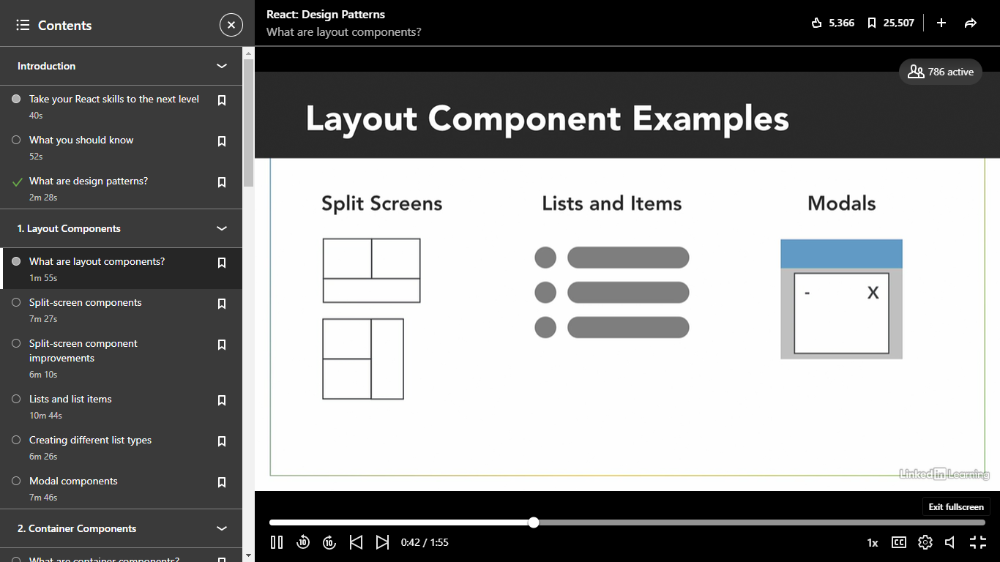 Contents
Introduction
Take your React skills to the next level
40s
What you should know
52s
What are design patterns?
2m 28s
1. Layout Components
What are layout components?
1m 55s
Split-screen components
7m 27s
Split-screen component
improvements
6m 10s
Lists and list items
10m 44s
Creating different list types
6m 26s
Modal components
7m 46s
2. Container Components
What are container components?
React: Design Patterns
What are layout components?
5,366
25,507
786 active
Layout Component Examples
Split Screens
Lists and Items
Modals
- X
LinkedIn Learning
Exit fullscreen
10
10
0:42 / 1:55
1x
CC